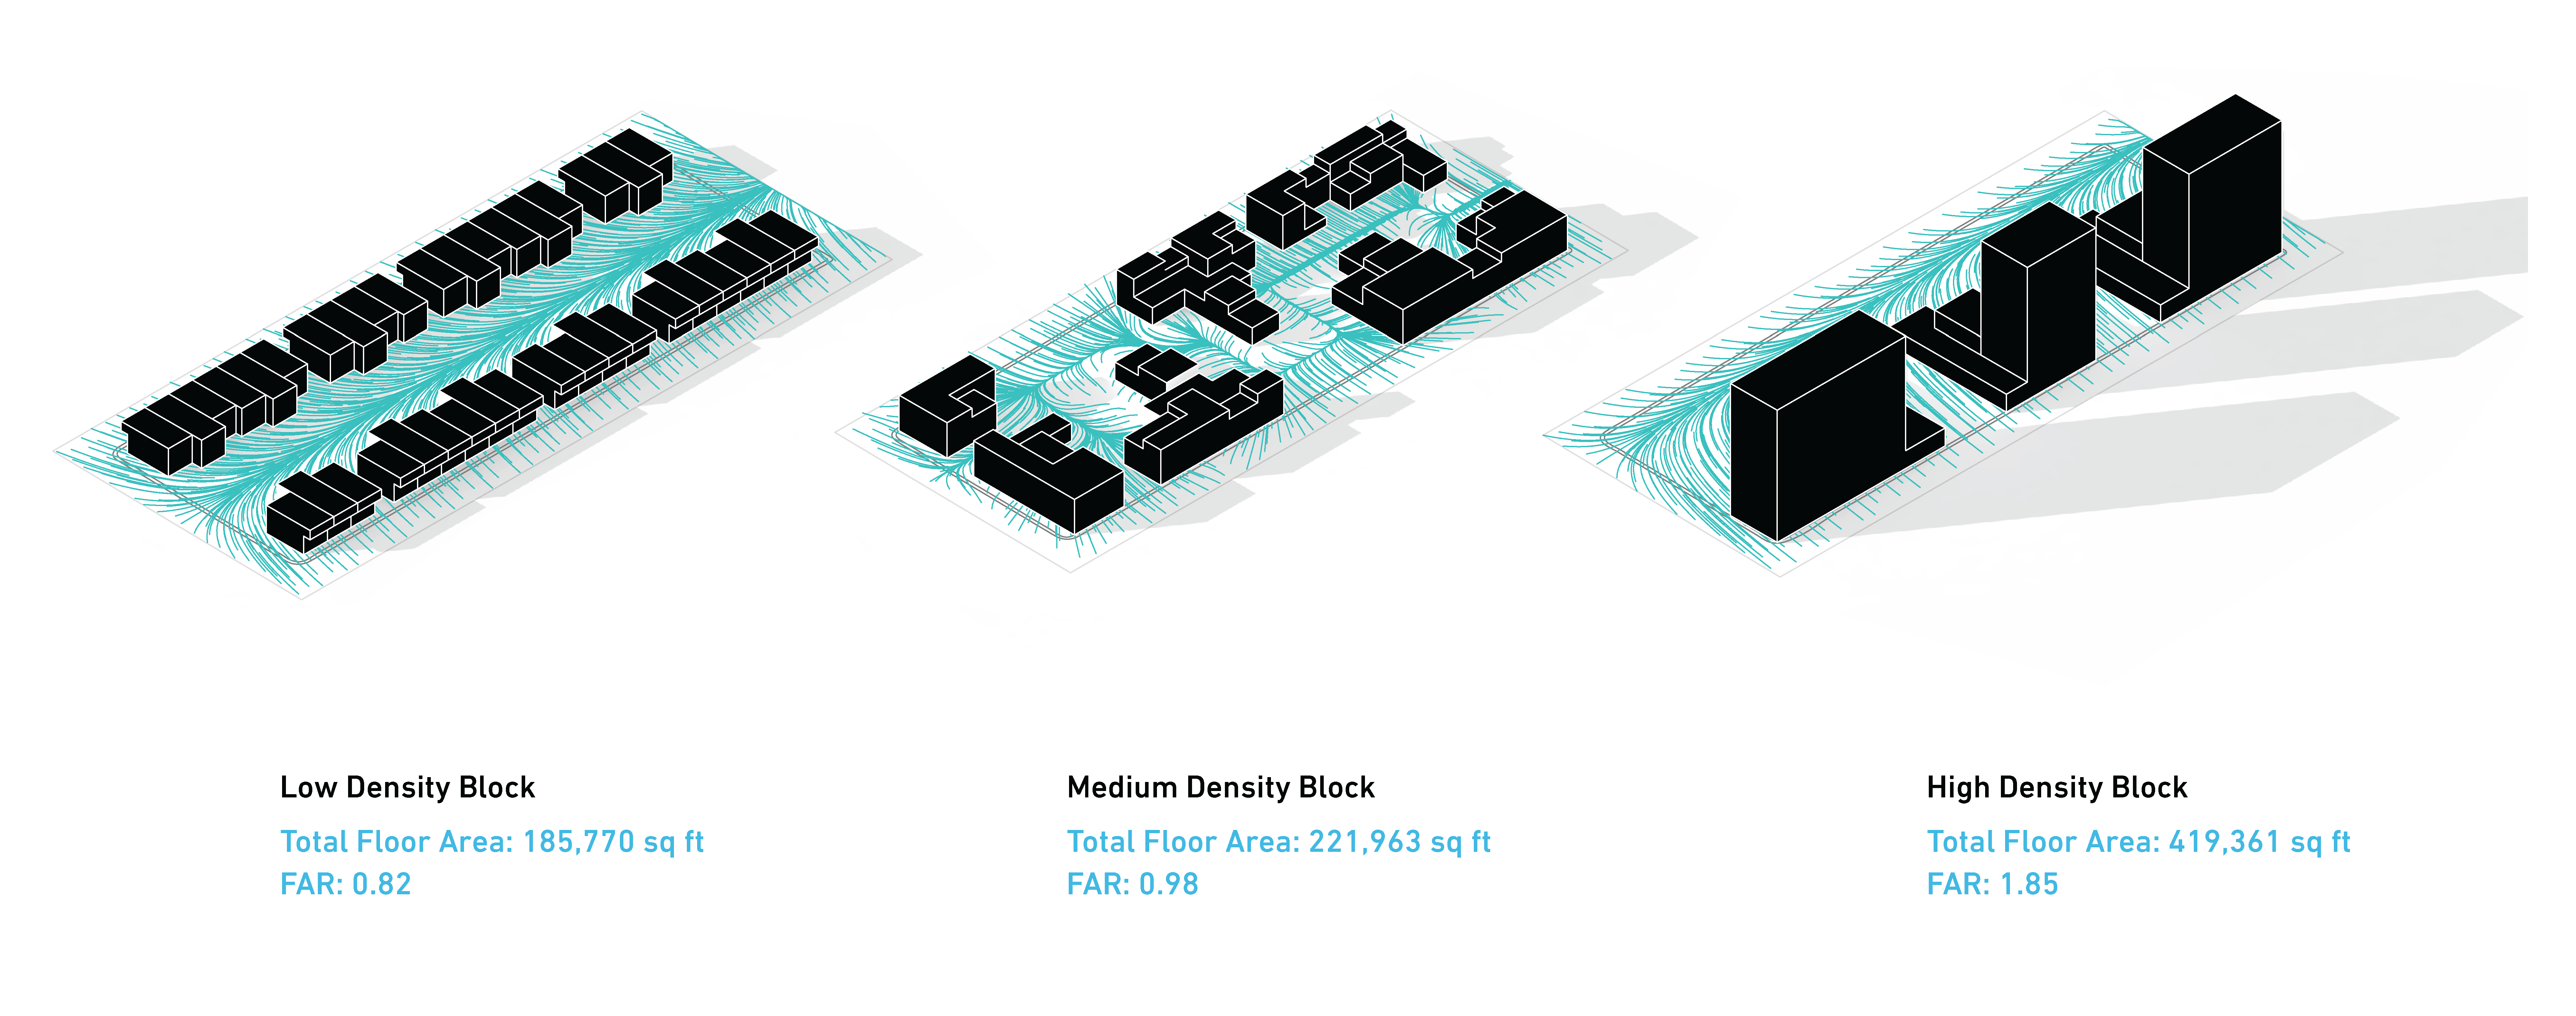 Low Density Block
Total Floor Area: 185,770 sq ft
FAR: 0.82
Medium Density Block
Total Floor Area: 221,963 sq ft
FAR: 0.98
High Density Block
Total Floor Area: 419,361 sq ft
FAR: 1.85